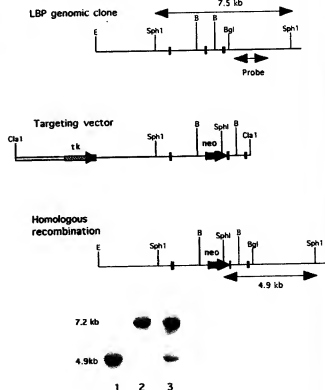 7.5 kb
LBP genomic clone
B B
E Sph1 Bgl Sph1
Probe
Targeting vector
Cla1 tk Sph1 B neo SphI B Cla1
Homologous
recombination
E Sph1 B neo SphI B Bgl Sph1
4.9 kb
7.2 kb
4.9kb
1 2 3